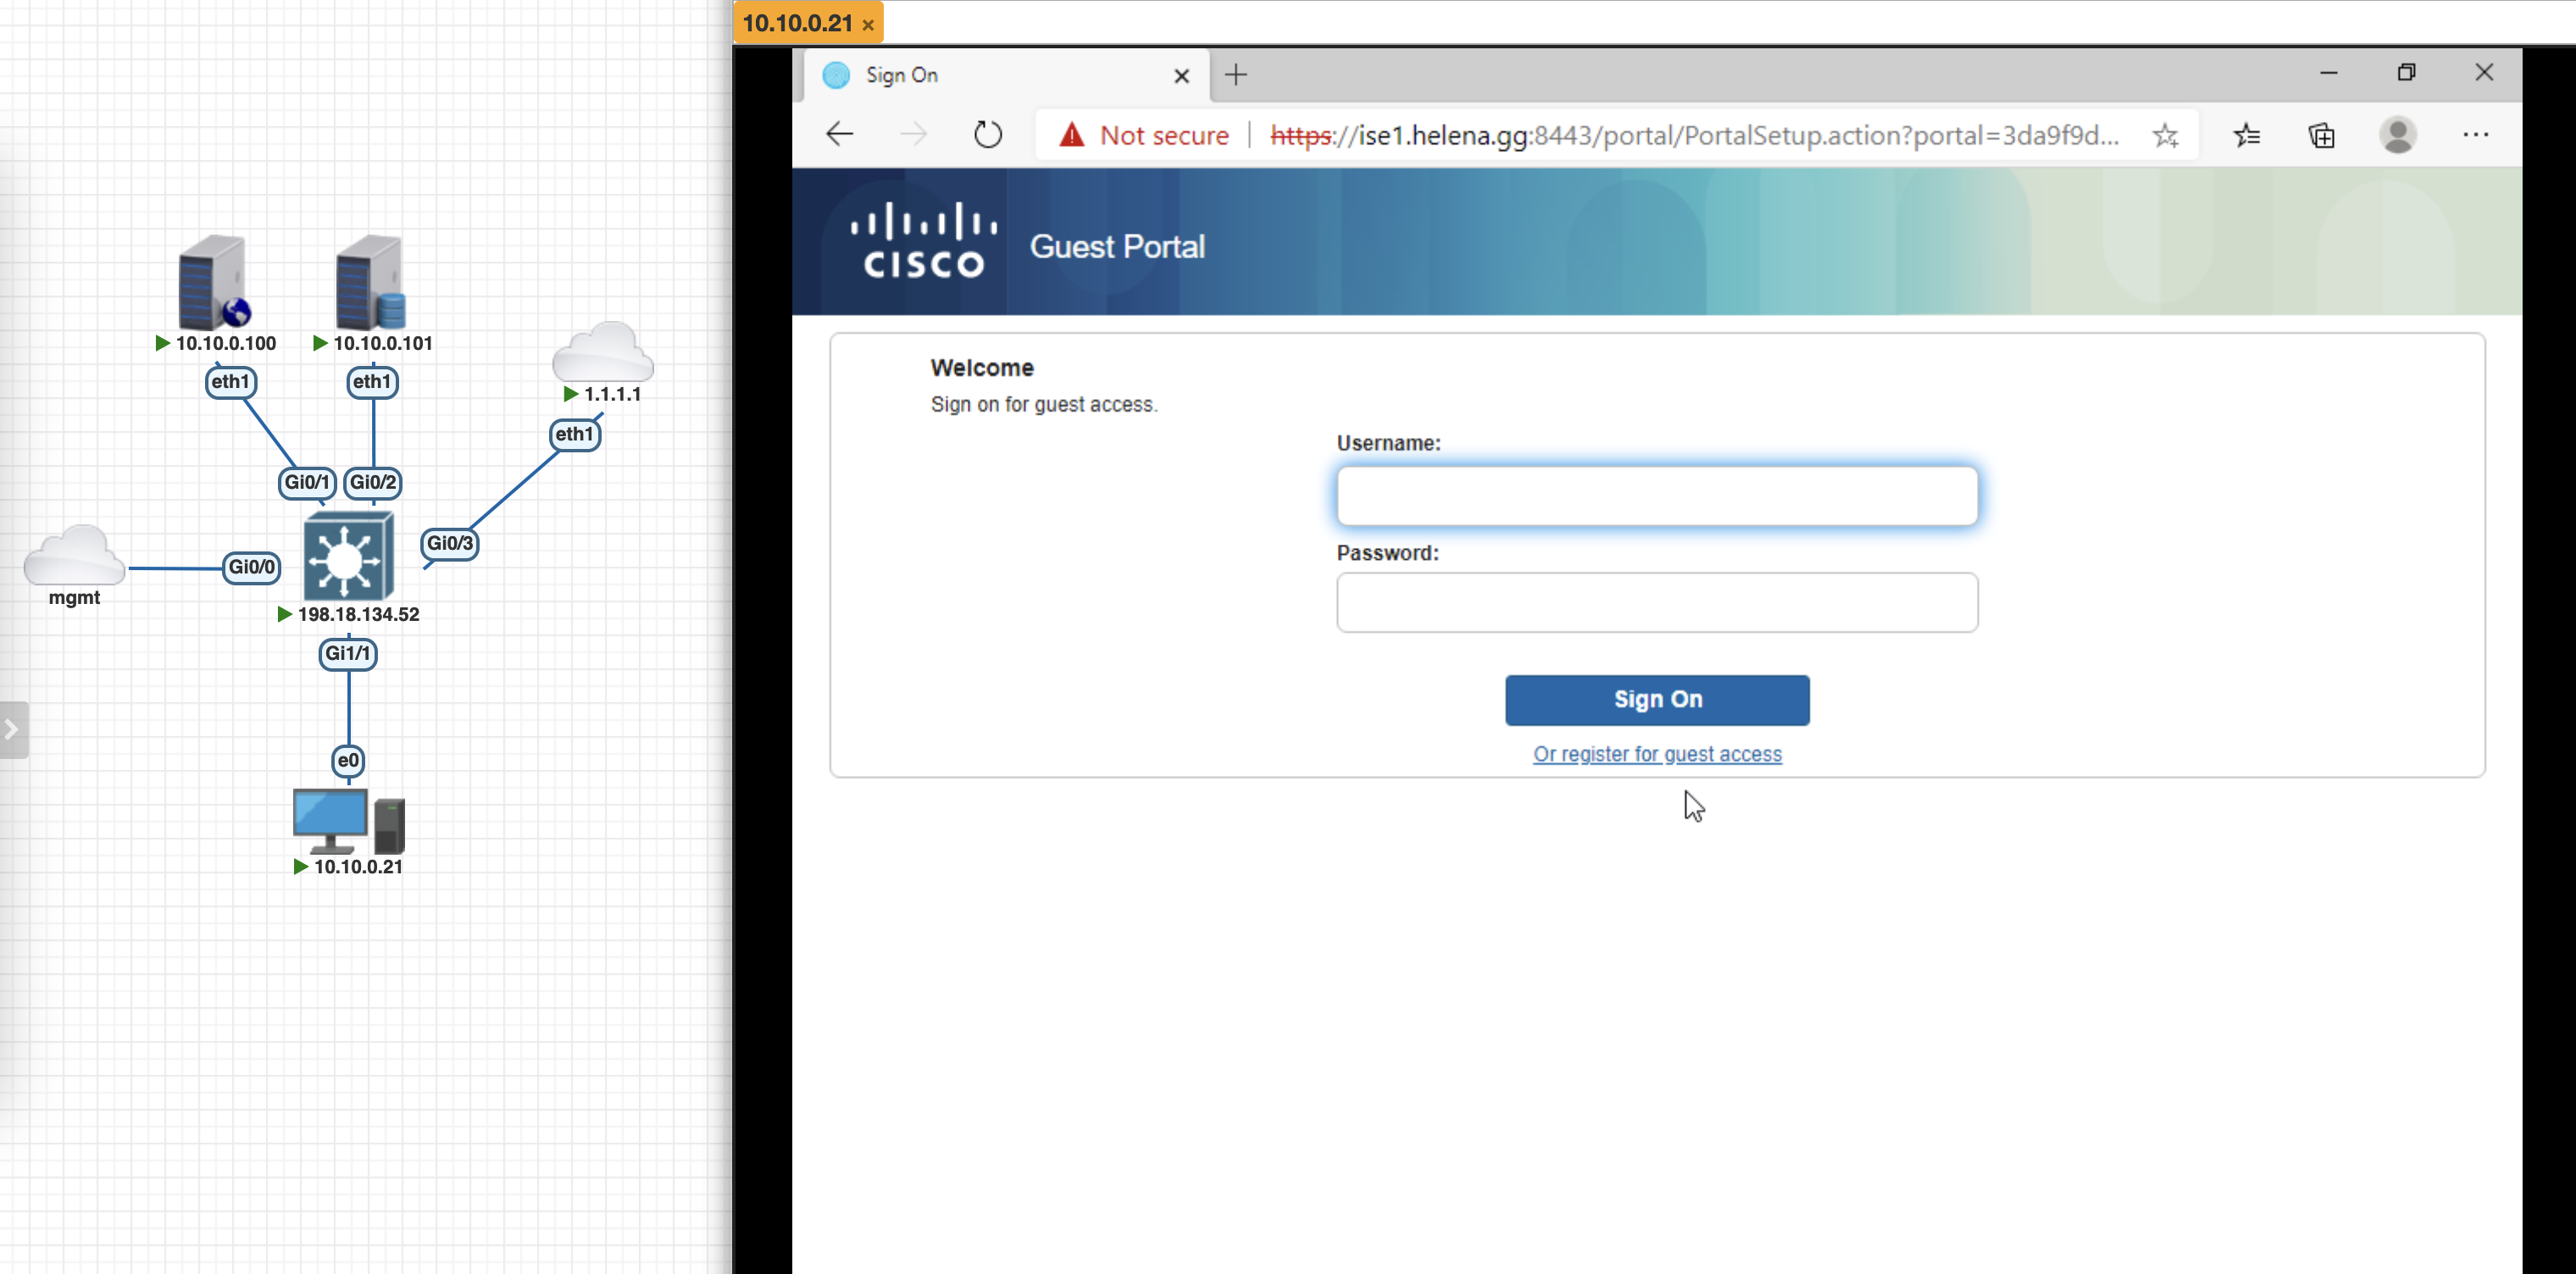 10.10.0.21 ×
Sign On
Not secure | https://ise1.helena.gg:8443/portal/PortalSetup.action?portal=3da9f9d...
CISCO
Guest Portal
Welcome
Sign on for guest access.
Username:
Password:
Sign On
Or register for guest access
10.10.0.100
10.10.0.101
1.1.1.1
eth1
eth1
eth1
Gi0/1
Gi0/2
Gi0/3
Gi0/0
mgmt
198.18.134.52
Gi1/1
e0
10.10.0.21